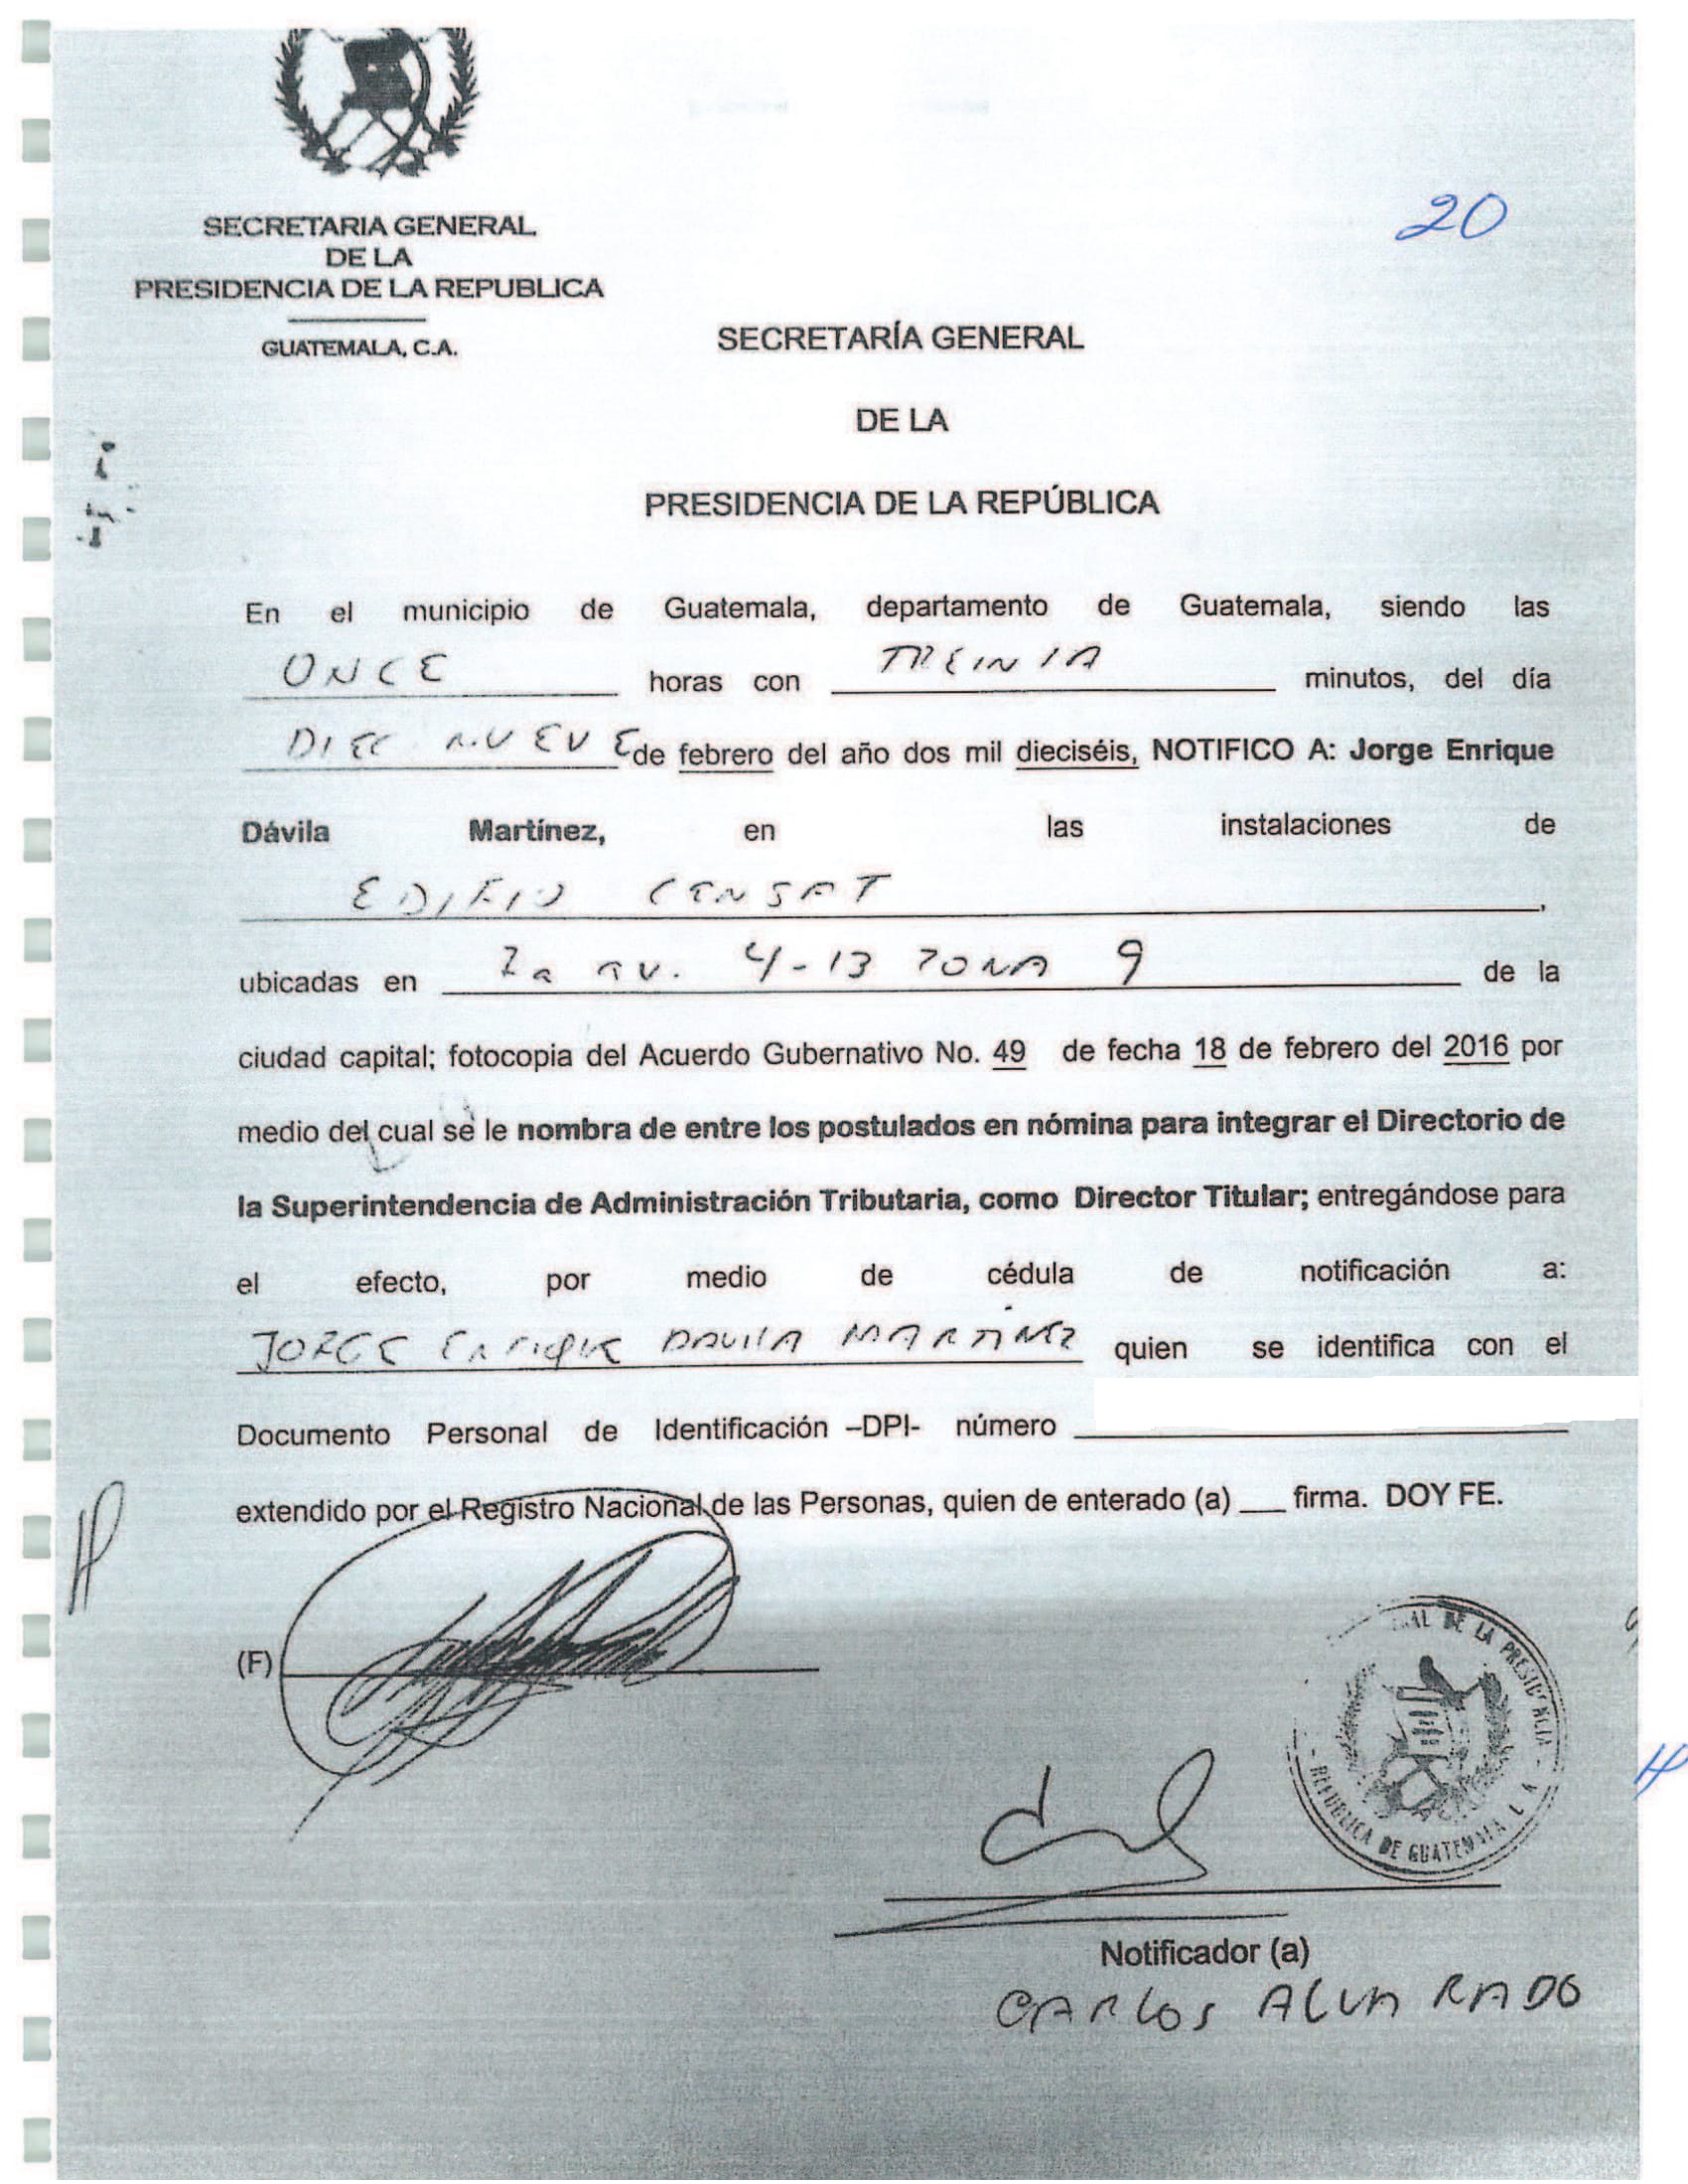 20
SECRETARIA GENERAL
DE LA
PRESIDENCIA DE LA REPUBLICA
GUATEMALA, C.A.
SECRETARÍA GENERAL
DE LA
PRESIDENCIA DE LA REPÚBLICA
En el municipio de Guatemala, departamento de Guatemala, siendo las
ONCE horas con TREINTA minutos, del día
DIEC NUEVE de febrero del año dos mil dieciséis, NOTIFICO A: Jorge Enrique
Dávila Martínez, en las instalaciones de
EDIFIO CENSAT,
ubicadas en 7a av. 4-13 ZONA 9 de la
ciudad capital; fotocopia del Acuerdo Gubernativo No. 49 de fecha 18 de febrero del 2016 por
medio del cual se le nombra de entre los postulados en nómina para integrar el Directorio de
la Superintendencia de Administración Tributaria, como Director Titular; entregándose para
el efecto, por medio de cédula de notificación a:
JORGE Enrique DAVILA MARTINEZ quien se identifica con el
Documento Personal de Identificación –DPI- número
extendido por el Registro Nacional de las Personas, quien de enterado (a) ___ firma. DOY FE.
(F)
DE LA PRESIDENCIA
REPUBLICA DE GUATEMALA
Notificador (a)
CARLOS ALVARADO